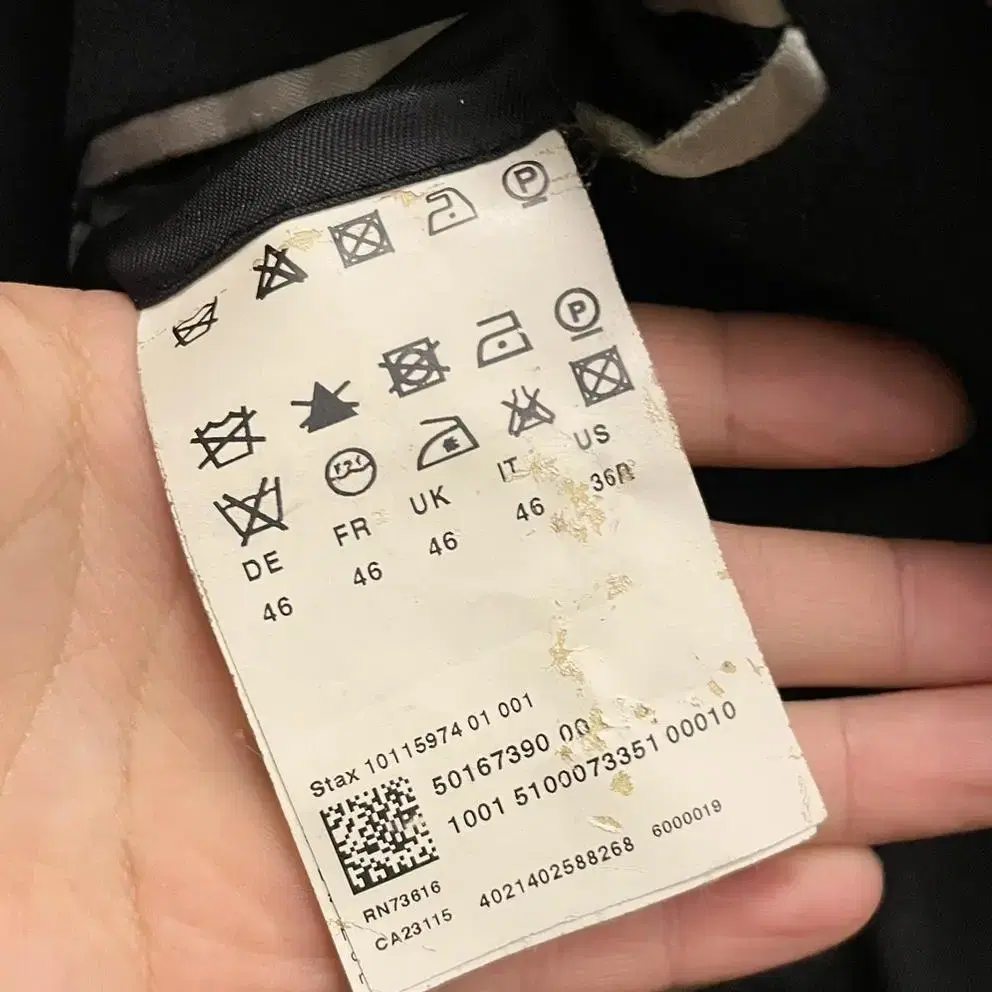 P
P
DE FR UK IT US
46 46 46 46 36R
Stax 10115974 01 001
50167390 00
1001 5100073351 00010
RN73616
CA23115 4021402588268 6000019